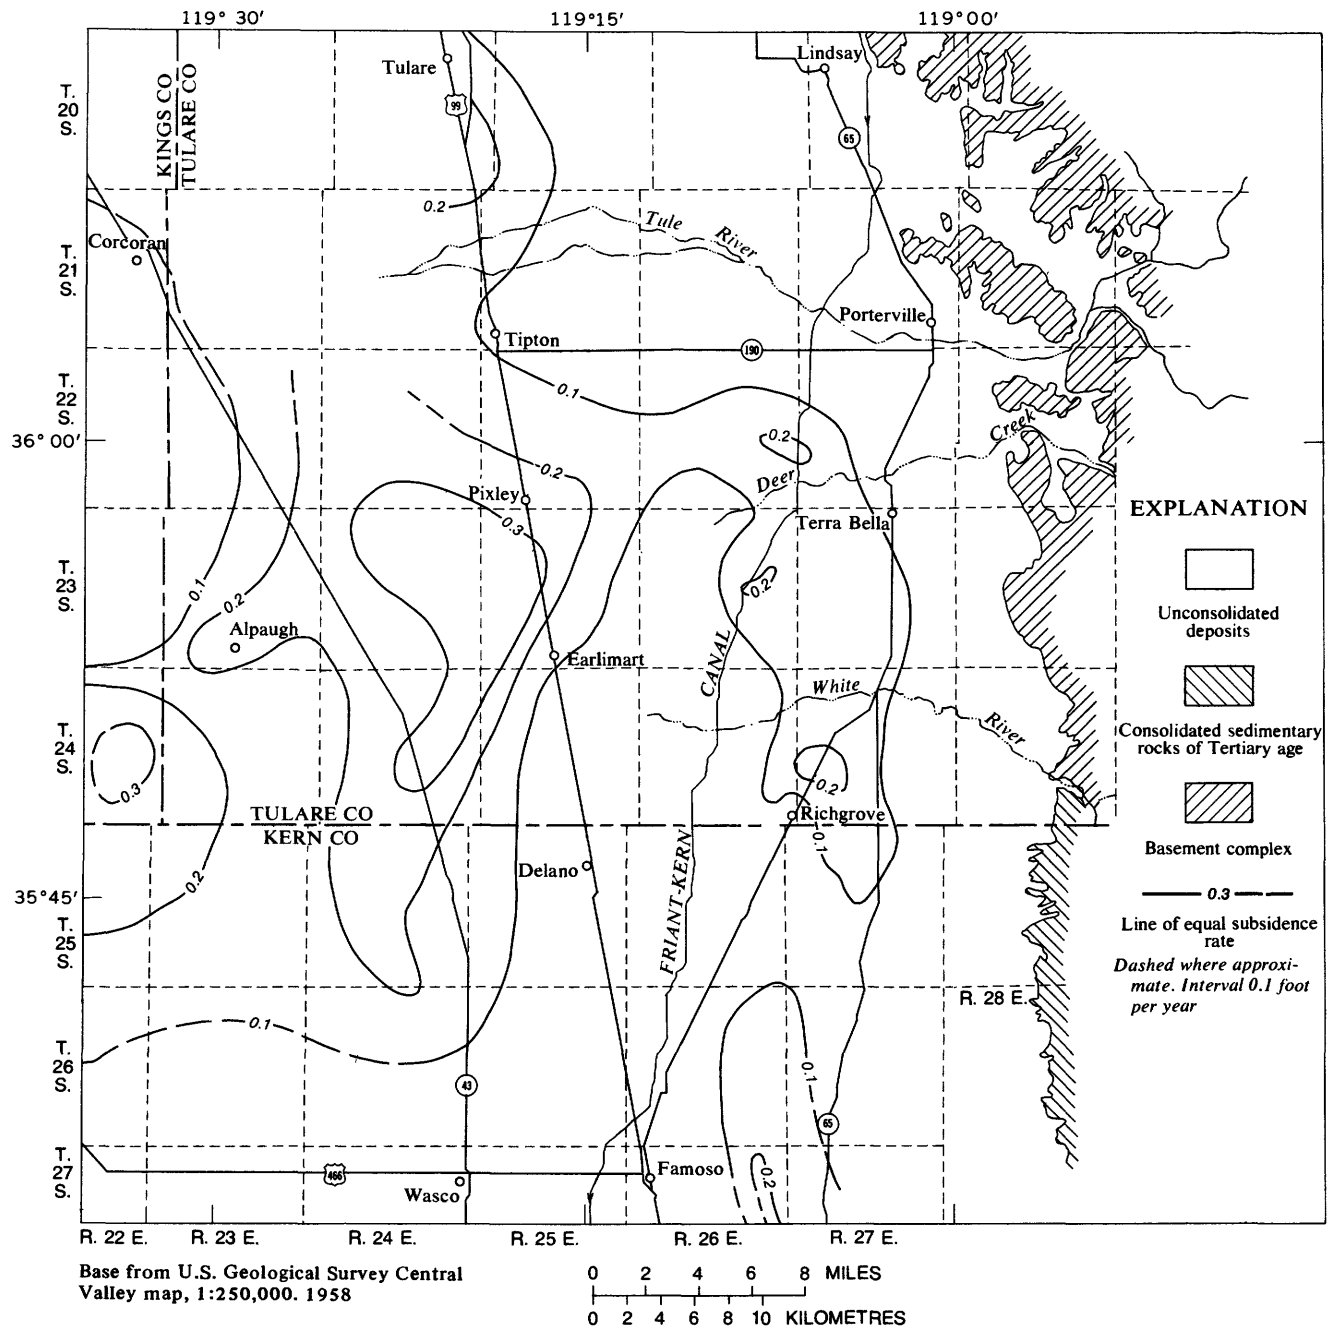 119° 30′
119°15′
119°00′
T.
20
S.
T.
21
S.
T.
22
S.
36° 00′
T.
23
S.
T.
24
S.
35°45′
T.
25
S.
T.
26
S.
T.
27
S.
KINGS CO
TULARE CO
Tulare
99
0.2
Lindsay
65
Corcoran
Tule River
Porterville
Tipton
190
0.1
0.2
Creek
Deer
0.2
Pixley
0.3
Terra Bella
0.1
0.2
0.2
Alpaugh
Earlimart
CANAL
White
River
0.3
0.2
TULARE CO
KERN CO
Richgrove
0.1
0.2
Delano
FRIANT-KERN
R. 28 E.
0.1
0.1
43
65
466
Wasco
Famoso
0.2
EXPLANATION
Unconsolidated
deposits
Consolidated sedimentary
rocks of Tertiary age
Basement complex
0.3
Line of equal subsidence
rate
Dashed where approxi-
mate. Interval 0.1 foot
per year
R. 22 E.
R. 23 E.
R. 24 E.
R. 25 E.
R. 26 E.
R. 27 E.
Base from U.S. Geological Survey Central
Valley map, 1:250,000. 1958
0 2 4 6 8 MILES
0 2 4 6 8 10 KILOMETRES